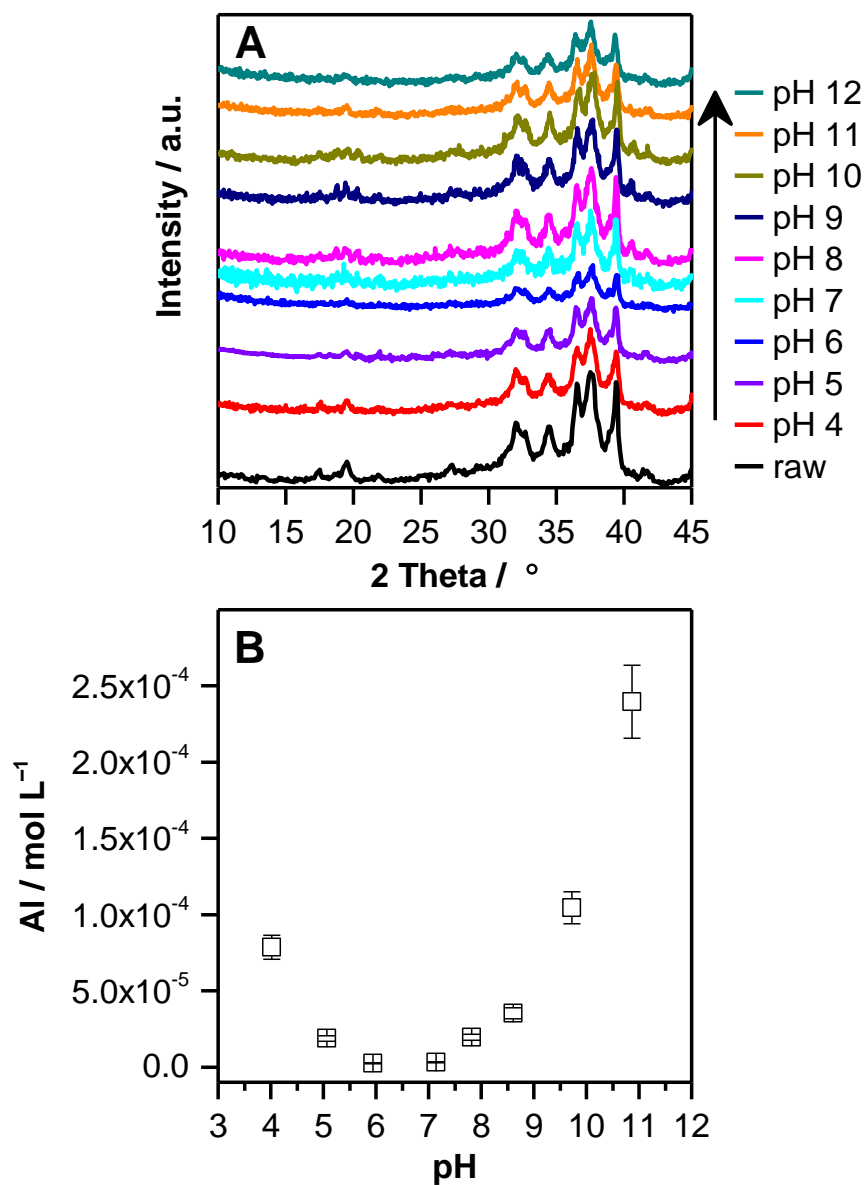 A
Intensity / a.u.
pH 12
pH 11
pH 10
pH 9
pH 8
pH 7
pH 6
pH 5
pH 4
raw
10 15 20 25 30 35 40 45
2 Theta / °
B
2.5x10⁻⁴
2.0x10⁻⁴
1.5x10⁻⁴
1.0x10⁻⁴
5.0x10⁻⁵
0.0
Al / mol L⁻¹
3 4 5 6 7 8 9 10 11 12
pH